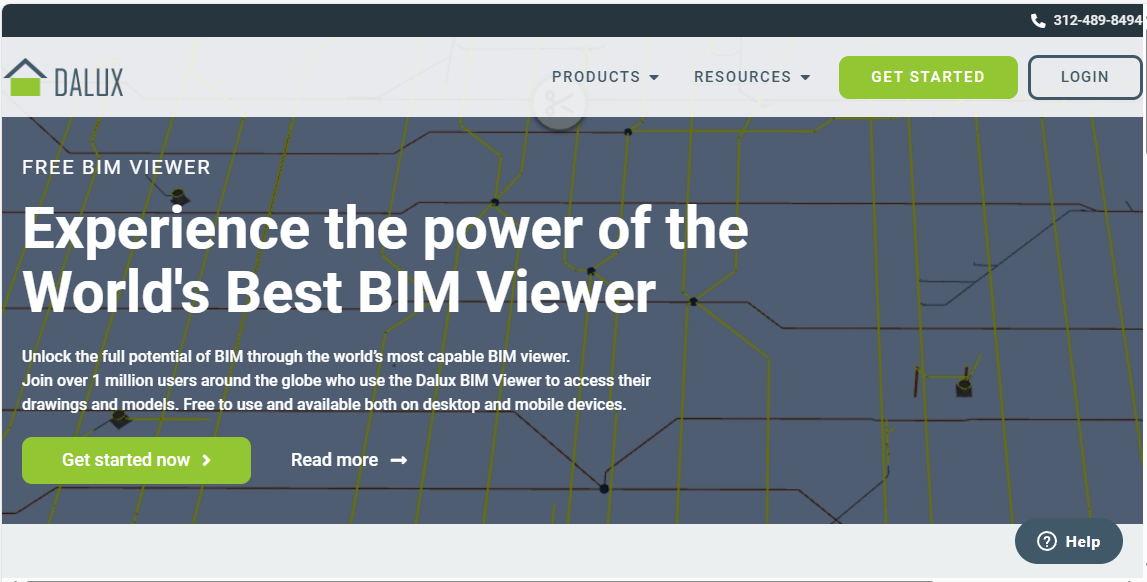 312-489-8494
DALUX
PRODUCTS
RESOURCES
GET STARTED
LOGIN
FREE BIM VIEWER
Experience the power of the
World's Best BIM Viewer
Unlock the full potential of BIM through the world's most capable BIM viewer.
Join over 1 million users around the globe who use the Dalux BIM Viewer to access their
drawings and models. Free to use and available both on desktop and mobile devices.
Get started now
Read more
Help